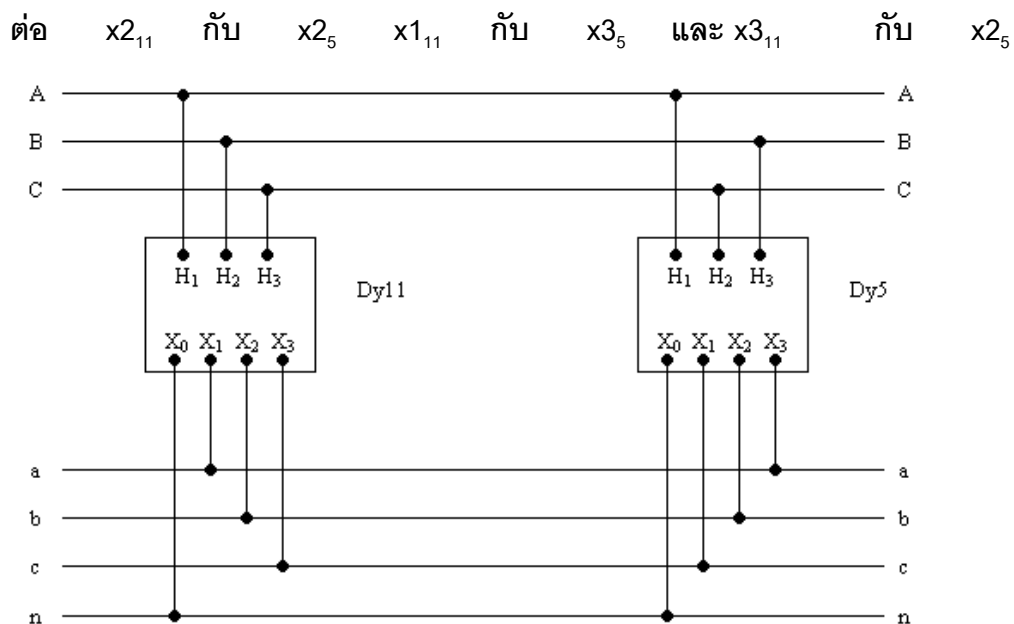 ต่อ x2₁₁ กับ x2₅ x1₁₁ กับ x3₅ และ x3₁₁ กับ x2₅
A A
B B
C C
H₁ H₂ H₃ H₁ H₂ H₃
Dy11 Dy5
X₀ X₁ X₂ X₃ X₀ X₁ X₂ X₃
a a
b b
c c
n n